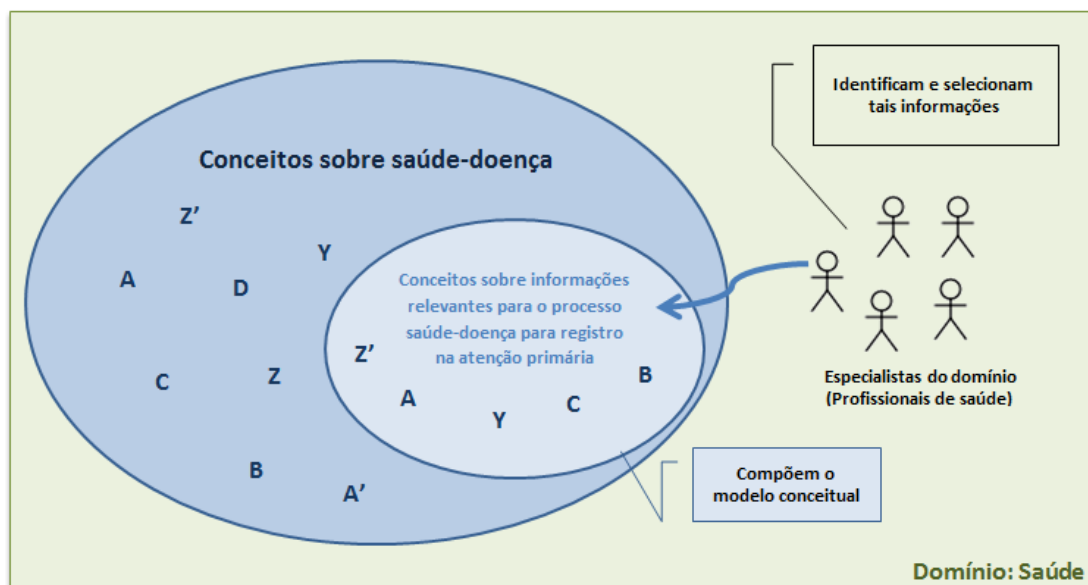 Identificam e selecionam
tais informações
Conceitos sobre saúde-doença
Z’
Y
A
D
C
Z
B
A’
Conceitos sobre informações
relevantes para o processo
saúde-doença para registro
na atenção primária
Z’
A
Y
C
B
Especialistas do domínio
(Profissionais de saúde)
Compõem o
modelo conceitual
Domínio: Saúde